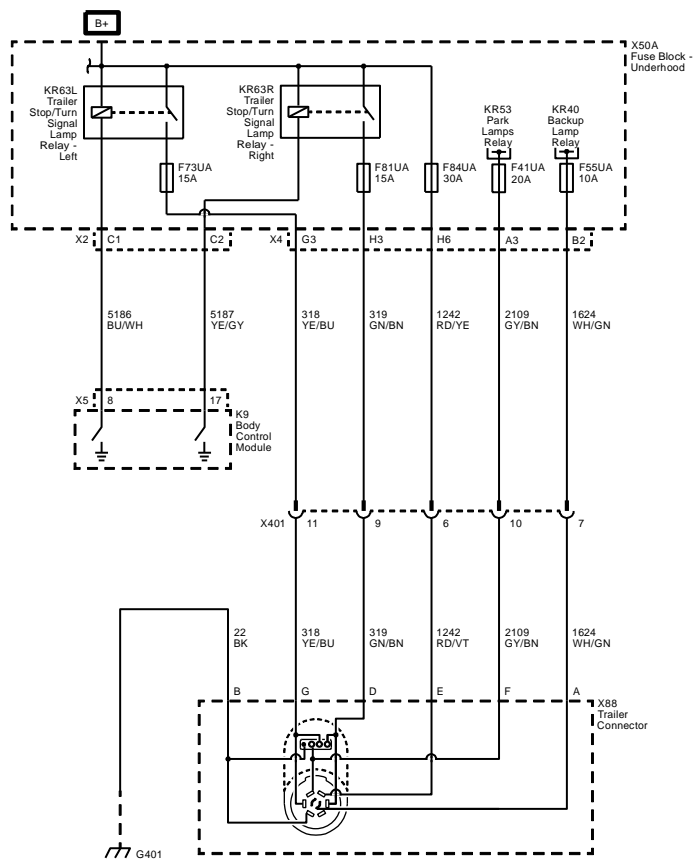 B+
X50A
Fuse Block -
Underhood
KR63L
Trailer
Stop/Turn
Signal
Lamp
Relay -
Left
KR63R
Trailer
Stop/Turn
Signal
Lamp
Relay -
Right
KR53
Park
Lamps
Relay
KR40
Backup
Lamp
Relay
F73UA
15A
F81UA
15A
F84UA
30A
F41UA
20A
F55UA
10A
X2 C1 C2 X4 G3 H3 H6 A3 B2
5186
BU/WH
5187
YE/GY
318
YE/BU
319
GN/BN
1242
RD/YE
2109
GY/BN
1624
WH/GN
X5 8 17
K9
Body
Control
Module
X401 11 9 6 10 7
22
BK
318
YE/BU
319
GN/BN
1242
RD/VT
2109
GY/BN
1624
WH/GN
B G D E F A
X88
Trailer
Connector
G401